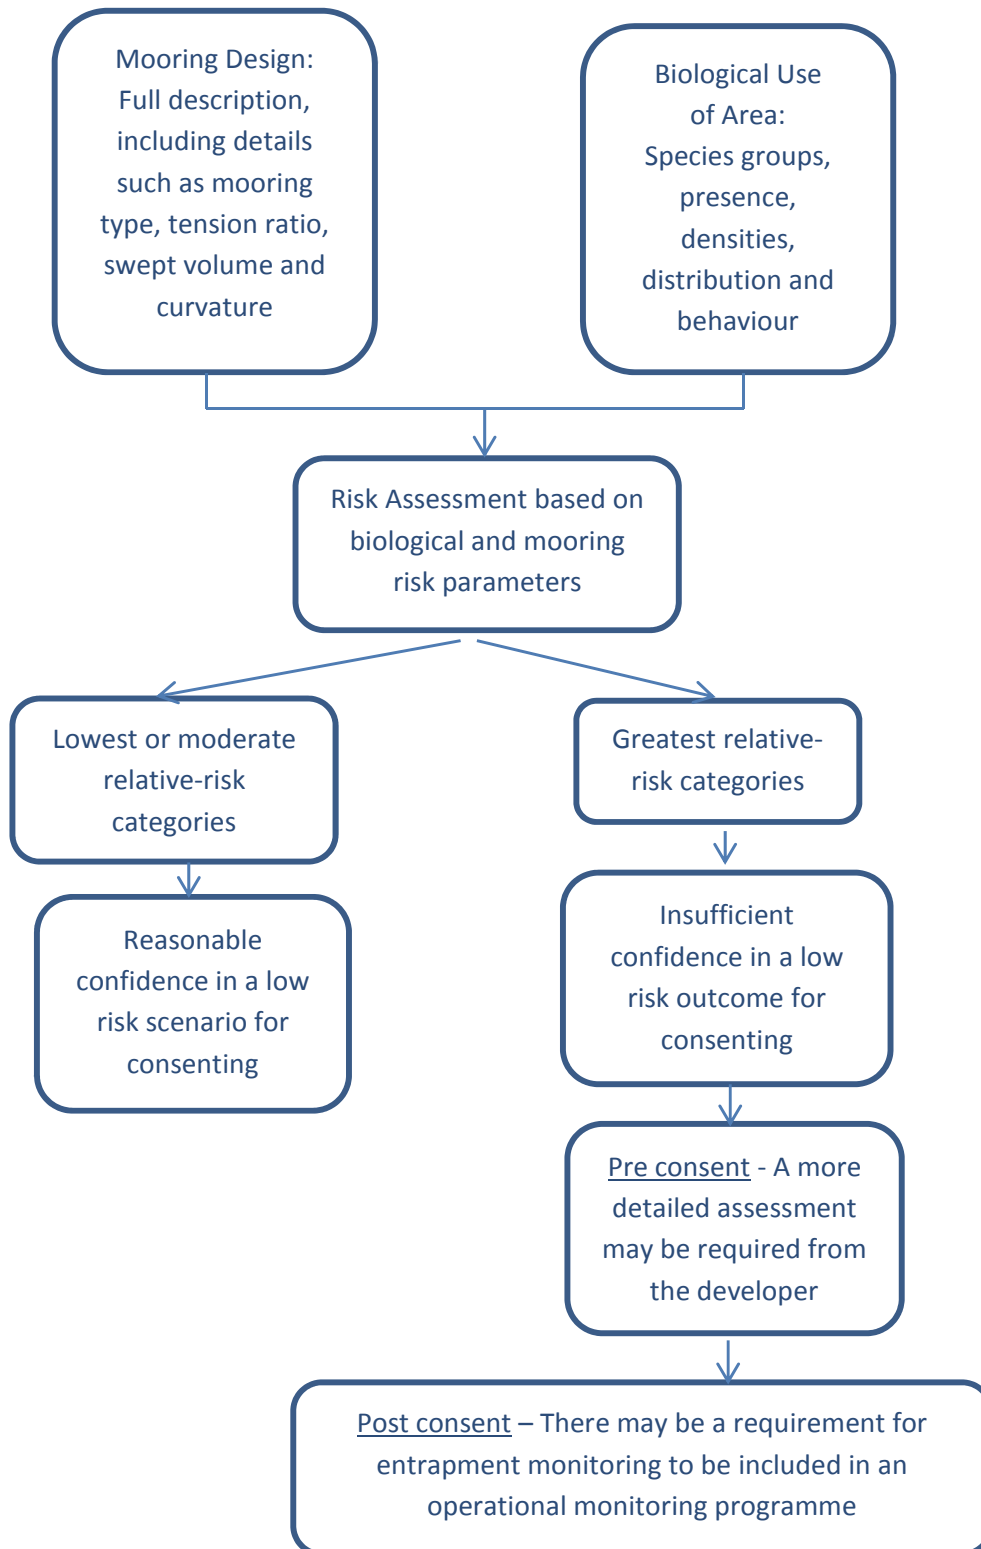 Mooring Design:
Full description,
including details
such as mooring
type, tension ratio,
swept volume and
curvature
Biological Use
of Area:
Species groups,
presence,
densities,
distribution and
behaviour
Risk Assessment based on
biological and mooring
risk parameters
Lowest or moderate
relative-risk
categories
Greatest relative-
risk categories
Reasonable
confidence in a low
risk scenario for
consenting
Insufficient
confidence in a low
risk outcome for
consenting
Pre consent - A more
detailed assessment
may be required from
the developer
Post consent – There may be a requirement for
entrapment monitoring to be included in an
operational monitoring programme